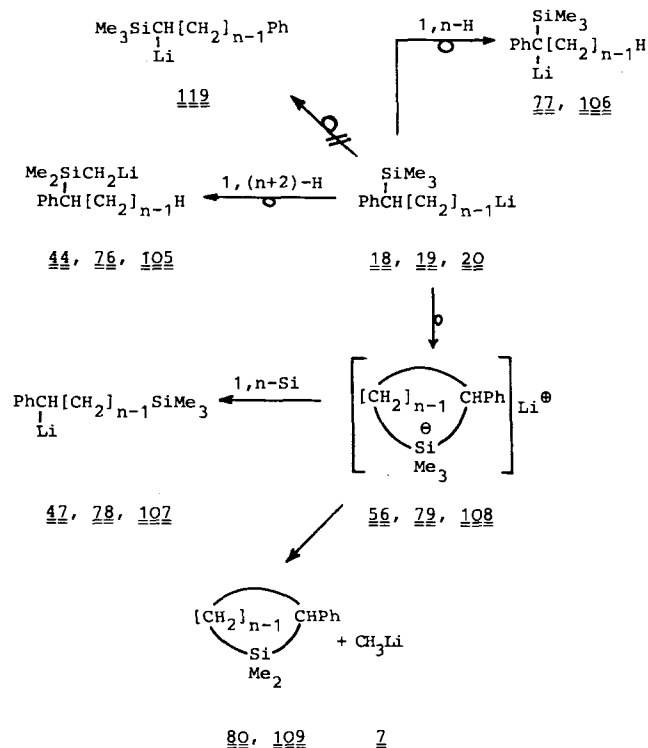 Me3SiCH[CH2]n-1Ph
Li
119
1,n-H
SiMe3
PhC[CH2]n-1H
Li
77, 106
Me2SiCH2Li
PhCH[CH2]n-1H
44, 76, 105
1,(n+2)-H
SiMe3
PhCH[CH2]n-1Li
18, 19, 20
PhCH[CH2]n-1SiMe3
Li
47, 78, 107
1,n-Si
[CH2]n-1 CHPh
⊖
Si
Me3
Li⊕
56, 79, 108
[CH2]n-1 CHPh
Si
Me2
+ CH3Li
80, 109 7